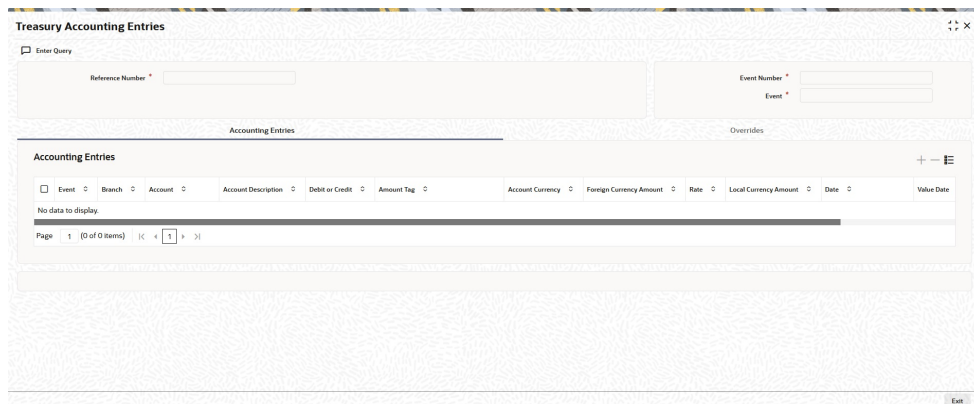 Treasury Accounting Entries
Enter Query
Reference Number *
Event Number *
Event *
Accounting Entries Overrides
Accounting Entries
Event Branch Account Account Description Debit or Credit Amount Tag Account Currency Foreign Currency Amount Rate Local Currency Amount Date Value Date
No data to display.
Page 1 (0 of 0 items) 1
Exit